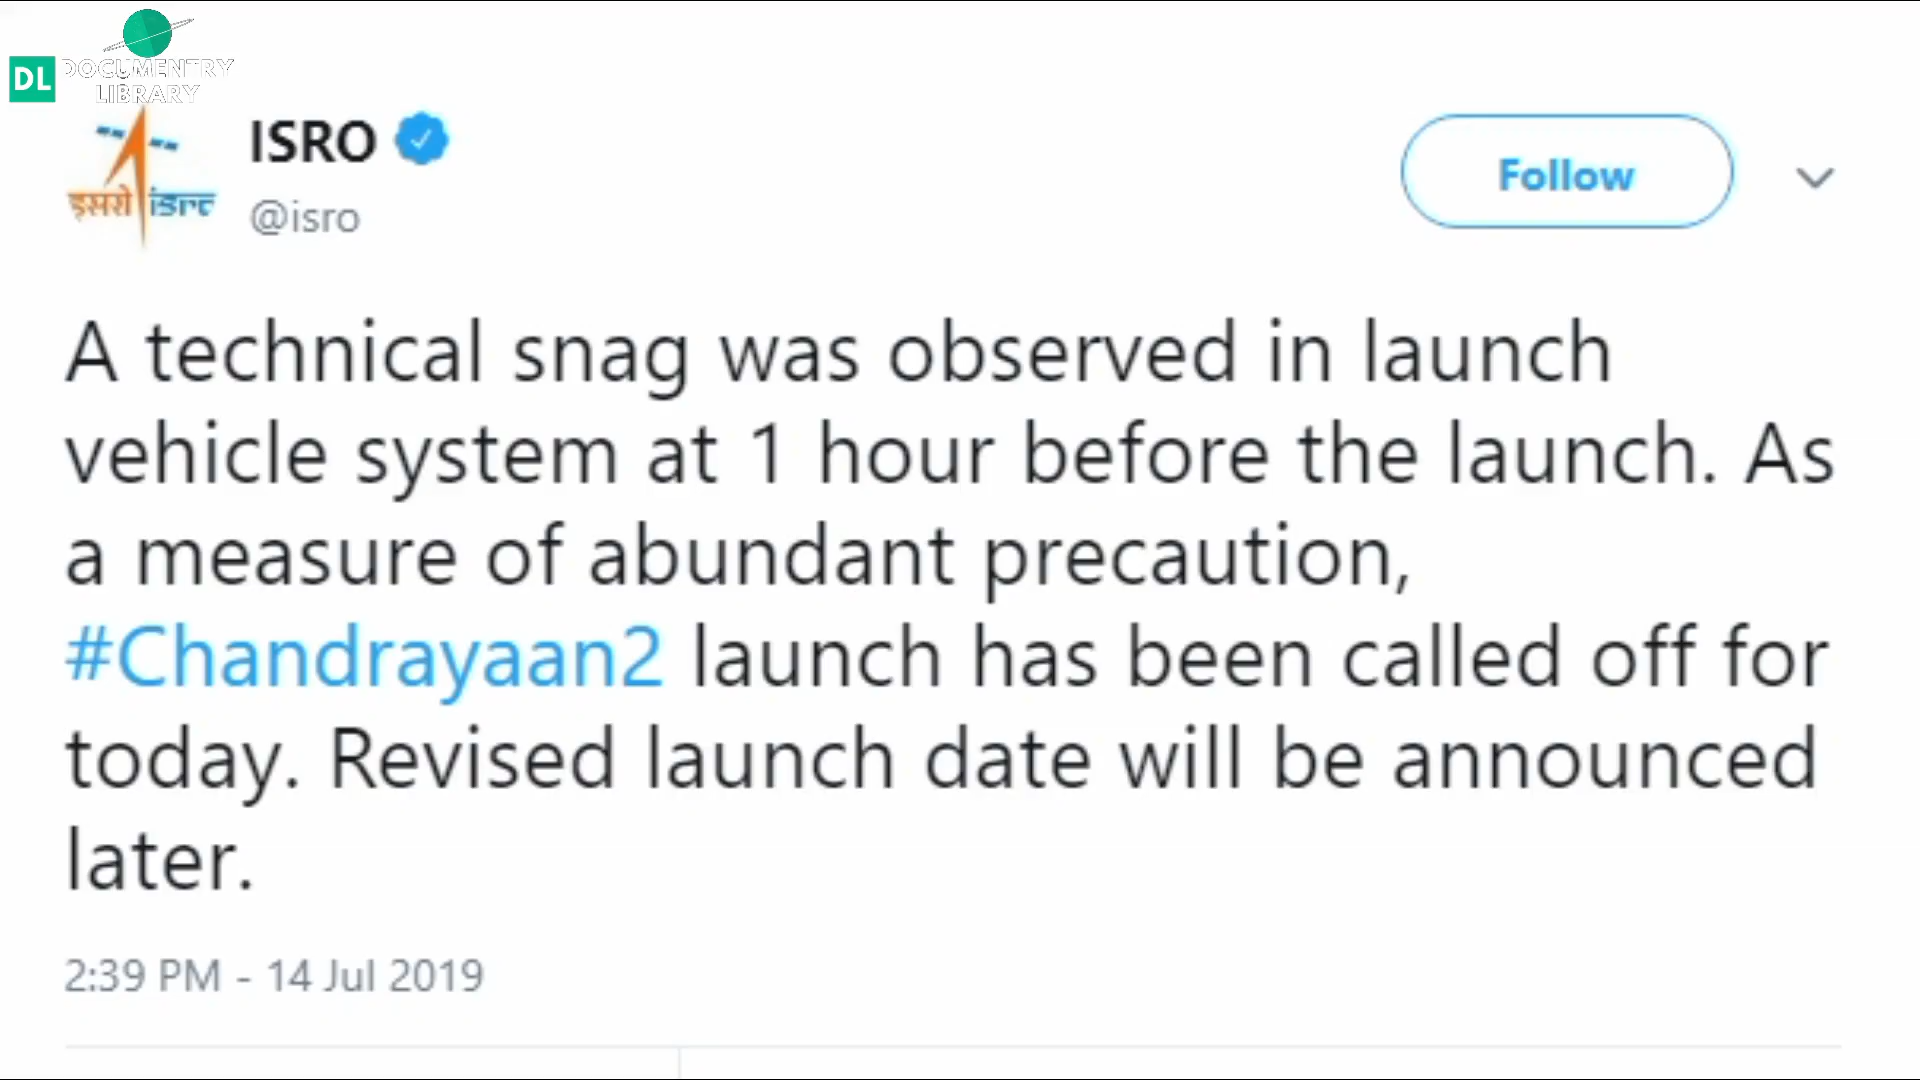 DL DOCUMENTRY
LIBRARY
ISRO
इसरो isro
@isro
Follow
A technical snag was observed in launch
vehicle system at 1 hour before the launch. As
a measure of abundant precaution,
#Chandrayaan2 launch has been called off for
today. Revised launch date will be announced
later.
2:39 PM - 14 Jul 2019